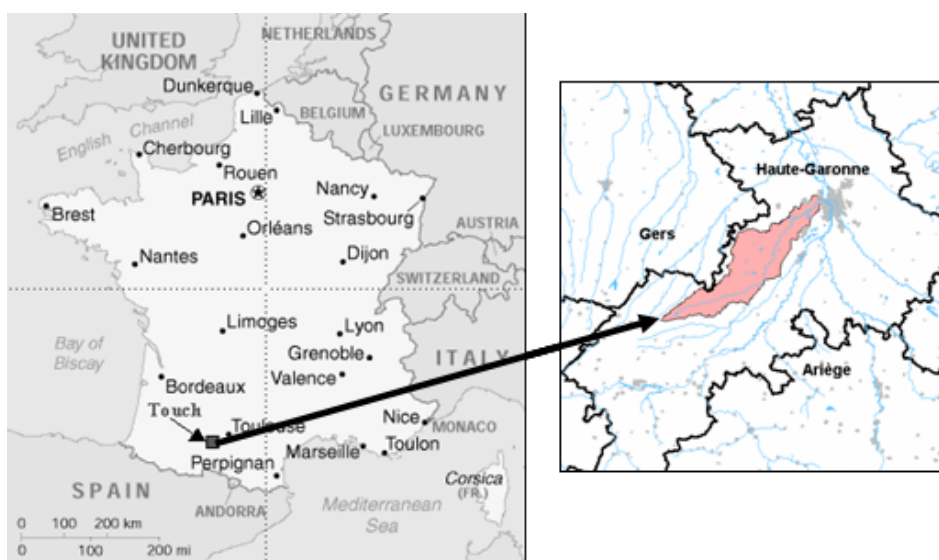 UNITED
KINGDOM
NETHERLANDS
Dunkerque
GERMANY
Lille
BELGIUM
English Channel
LUXEMBOURG
Cherbourg
Rouen
PARIS
Nancy
Brest
Strasbourg
Orléans
AUSTRIA
Nantes
Dijon
SWITZERLAND
Limoges
Lyon
Bay of
Biscay
Grenoble
ITALY
Valence
Bordeaux
Touch
Toulouse
Nice
MONACO
Marseille
Toulon
Perpignan
Corsica
(FR.)
SPAIN
ANDORRA
Mediterranean
Sea
0 100 200 km
0 100 200 mi
Haute-Garonne
Gers
Ariège